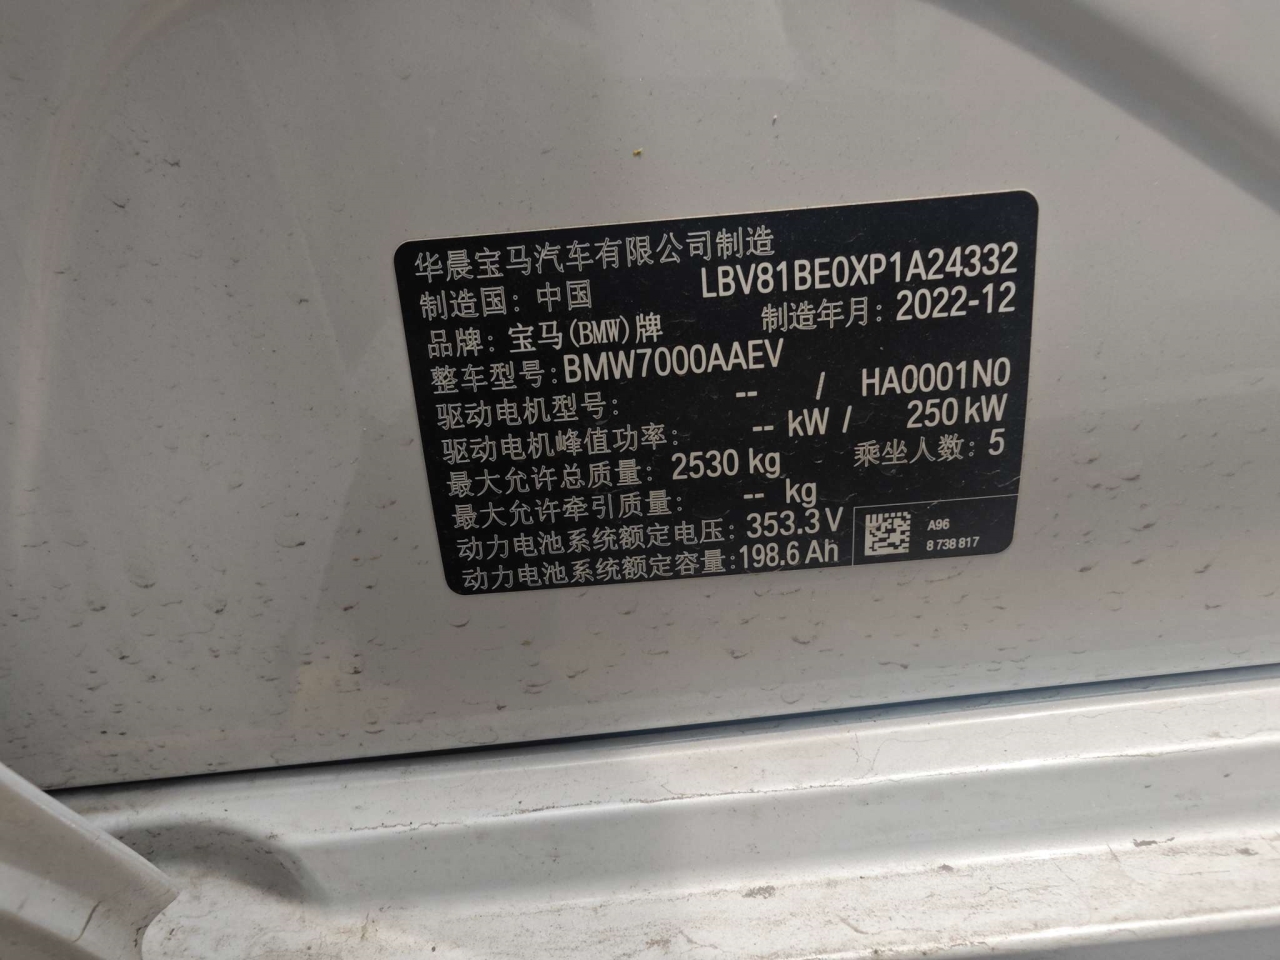 华晨宝马汽车有限公司制造
制造国：中国 LBV81BE0XP1A24332
品牌：宝马(BMW)牌 制造年月：2022-12
整车型号：BMW7000AAEV
驱动电机型号： -- / HA0001N0
驱动电机峰值功率： -- kW / 250 kW
最大允许总质量：2530 kg 乘坐人数：5
最大允许牵引质量： -- kg
动力电池系统额定电压：353.3 V
动力电池系统额定容量：198.6 Ah
A96
8 738 817